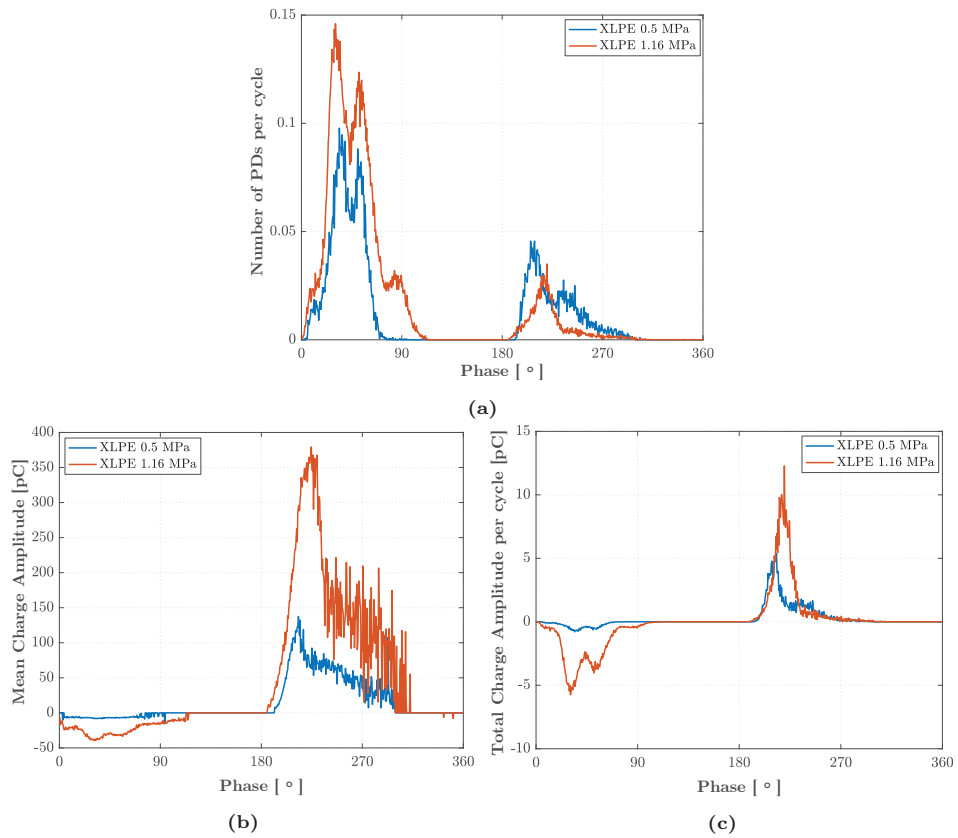 0.15
0.1
0.05
0
Number of PDs per cycle
XLPE 0.5 MPa
XLPE 1.16 MPa
0 90 180 270 360
Phase [ ° ]
(a)
400
350
300
250
200
150
100
50
0
-50
Mean Charge Amplitude [pC]
XLPE 0.5 MPa
XLPE 1.16 MPa
0 90 180 270 360
Phase [ ° ]
(b)
15
10
5
0
-5
-10
Total Charge Amplitude per cycle [pC]
XLPE 0.5 MPa
XLPE 1.16 MPa
0 90 180 270 360
Phase [ ° ]
(c)